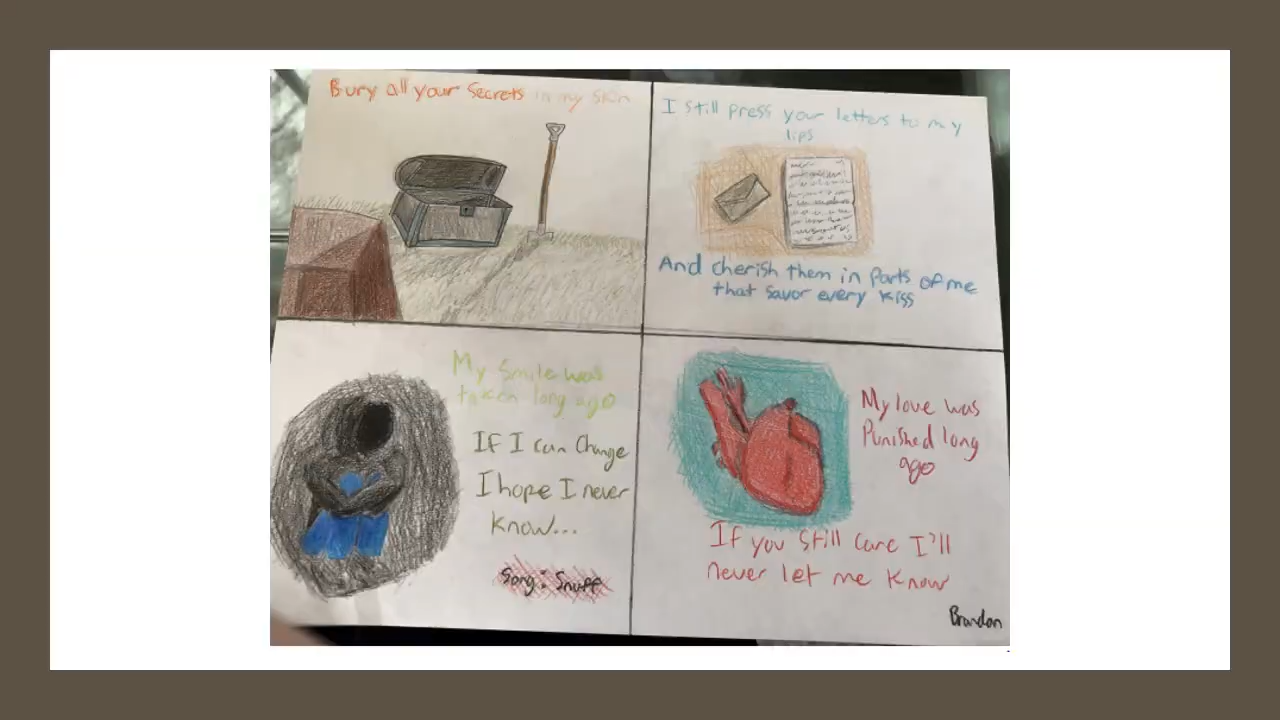 Bury all your Secrets in my skin
I still press your letters to my
lips
And cherish them in Parts of me
that savor every kiss
My Smile was
taken long ago
IF I can Change
I hope I never
know...
Song: Snuff
My love was
Punished long
ago
If you still care I'll
never let me know
Brandon